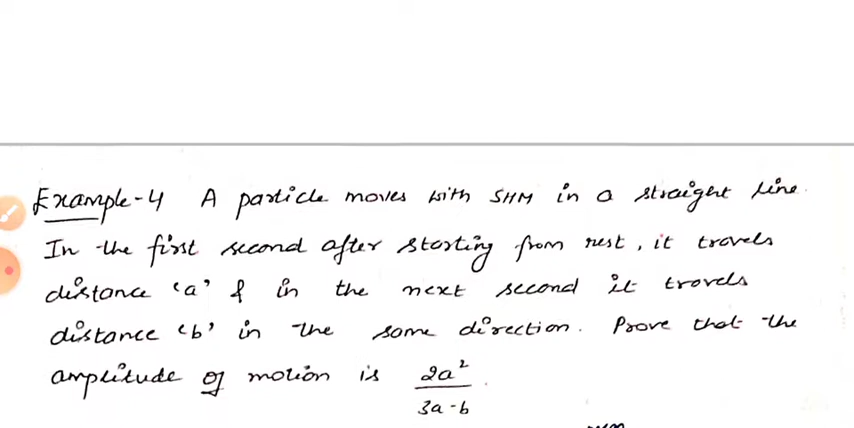 Example-4 A particle moves with SHM in a straight line.
In the first second after starting from rest, it travels
distance 'a' & in the next second it travels
distance 'b' in the same direction. Prove that the
amplitude of motion is 2a²/3a-b.